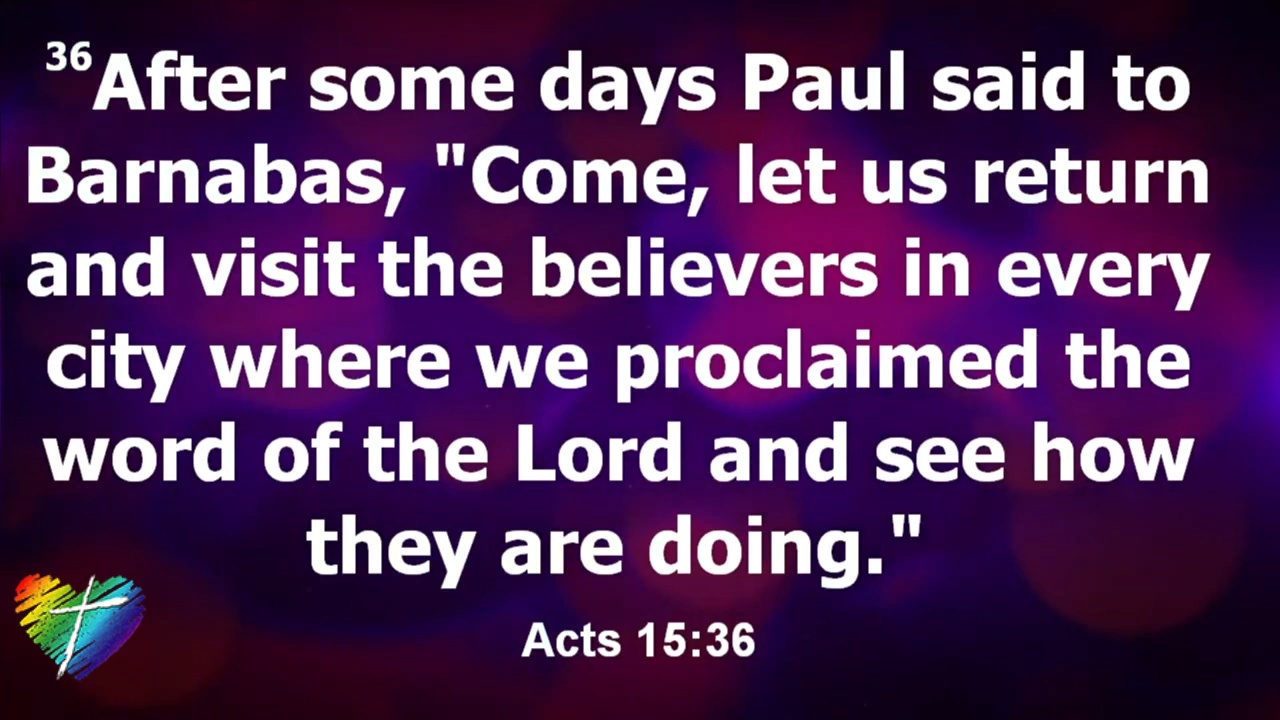 36After some days Paul said to
Barnabas, "Come, let us return
and visit the believers in every
city where we proclaimed the
word of the Lord and see how
they are doing."
Acts 15:36